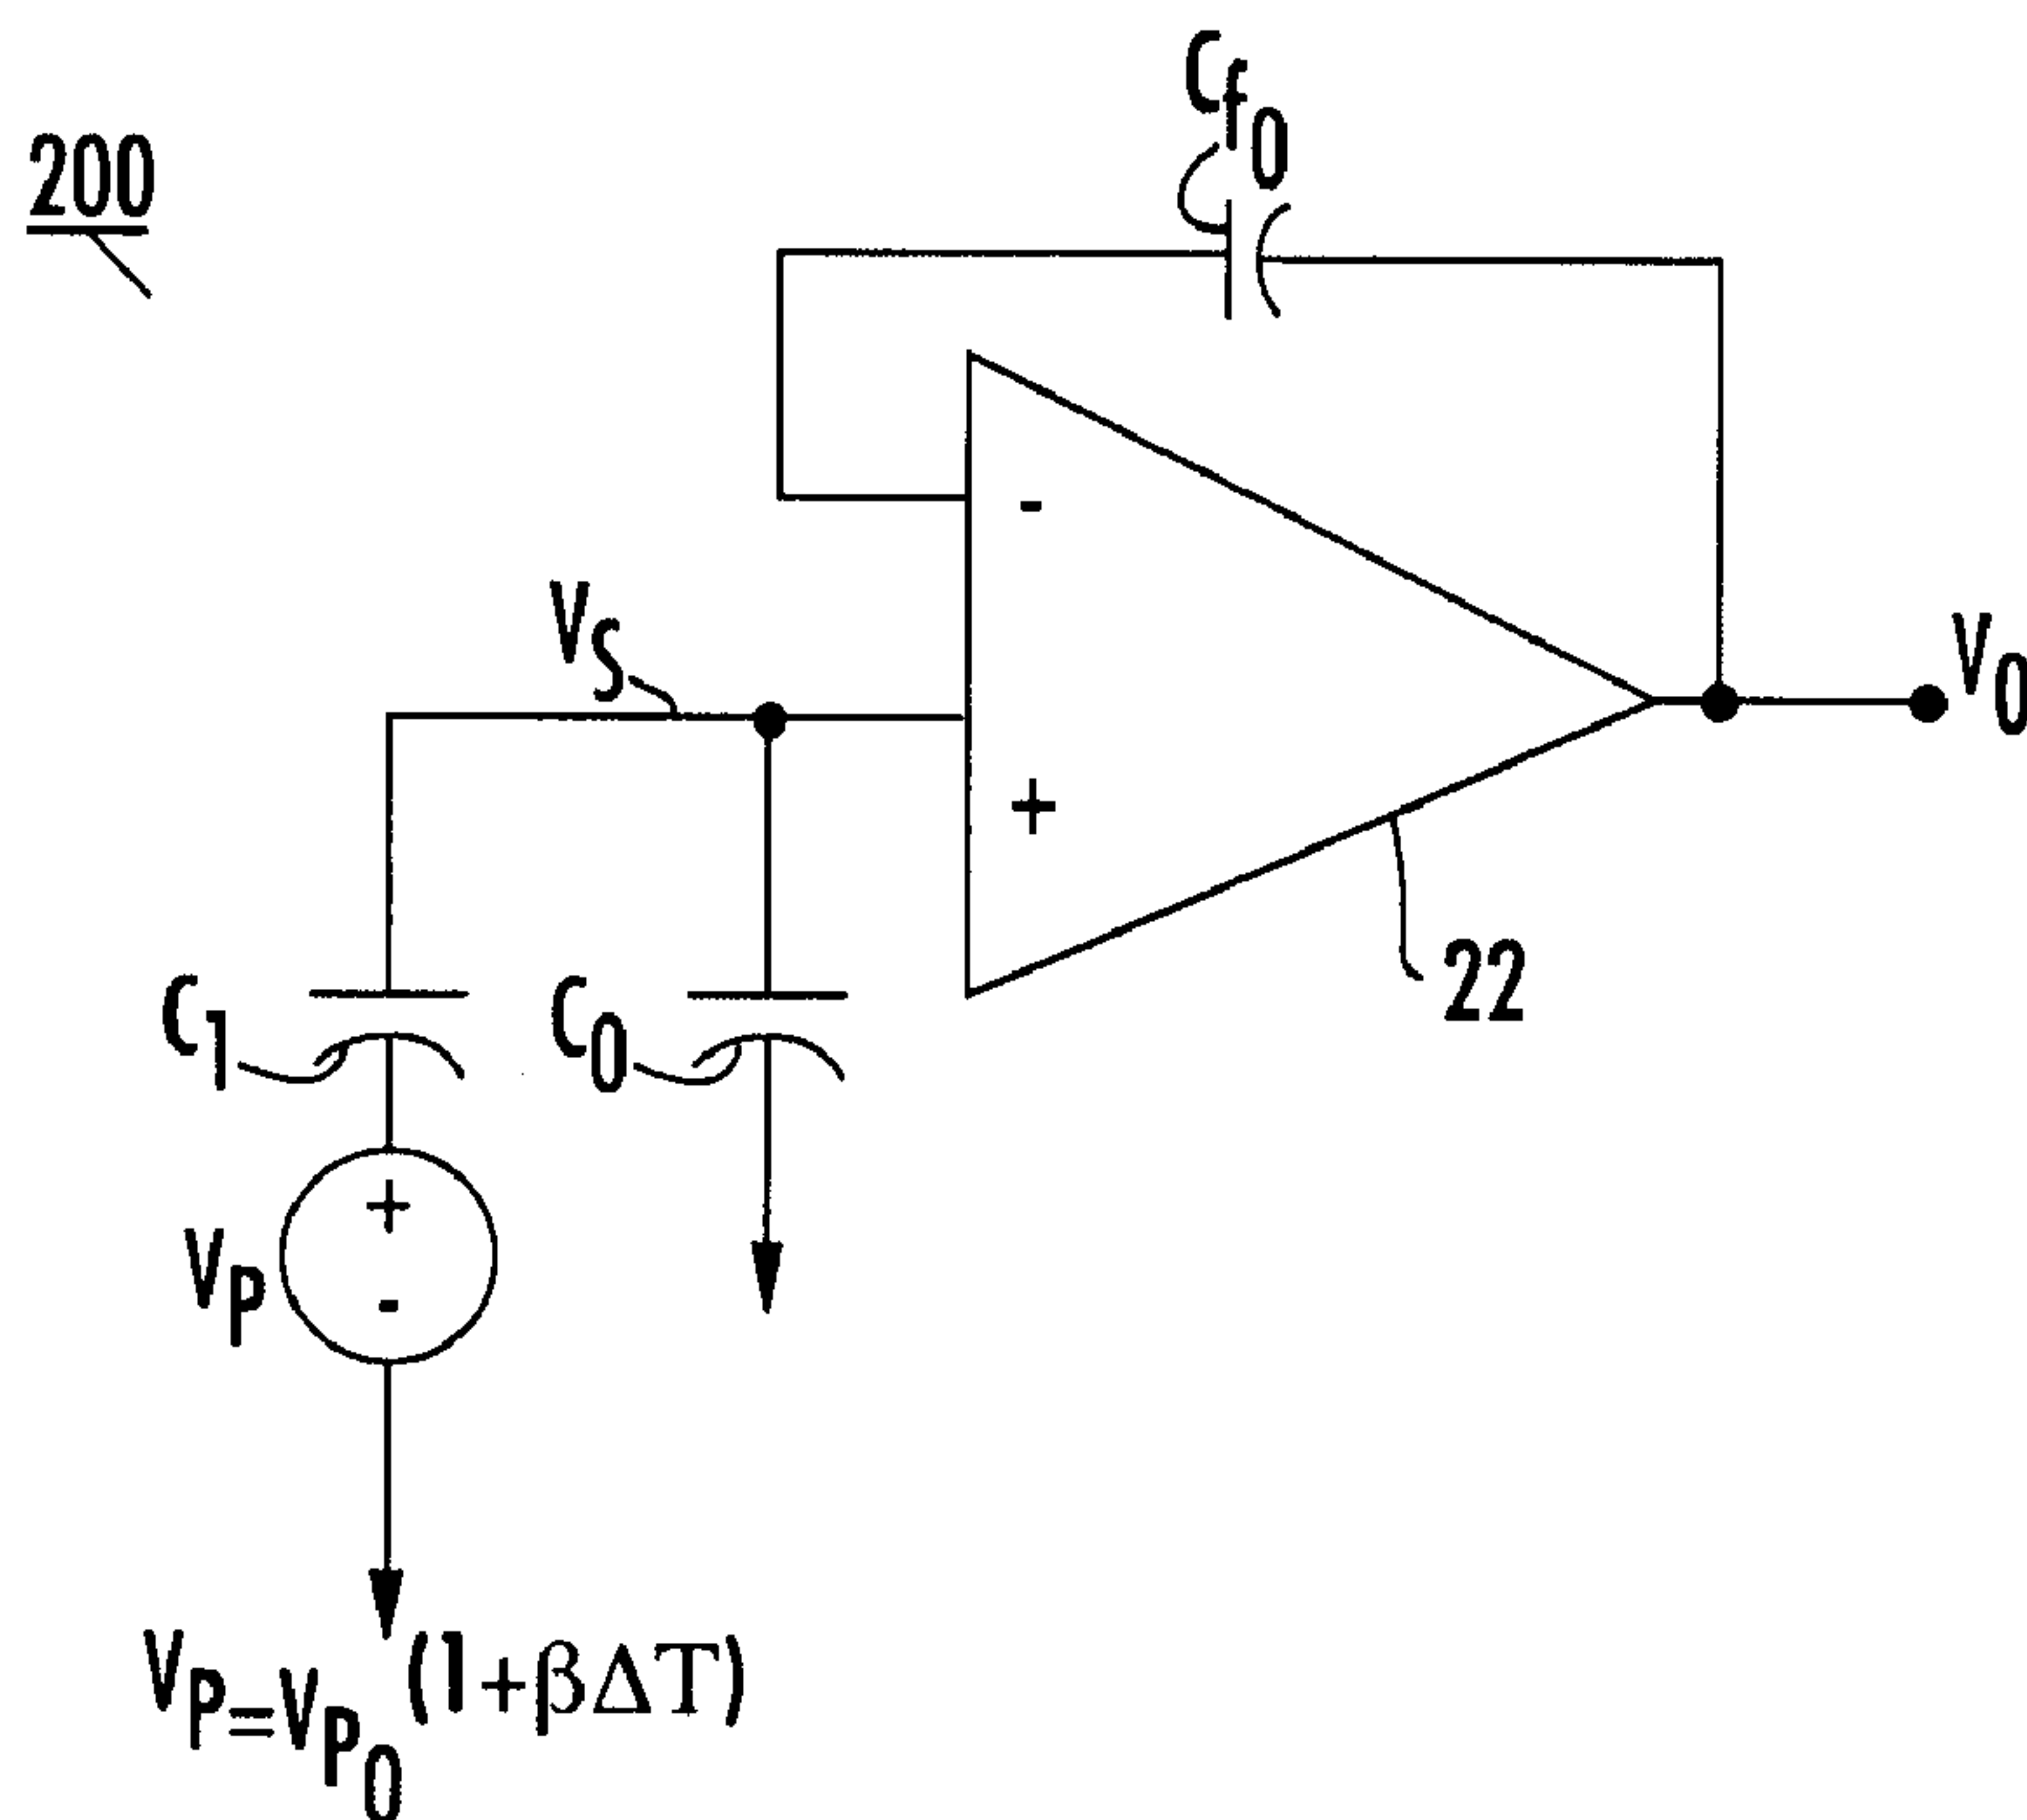 200
Cf0
-
VS
V0
+
22
C1
C0
+
VP
-
VP=VP0(1+βΔT)